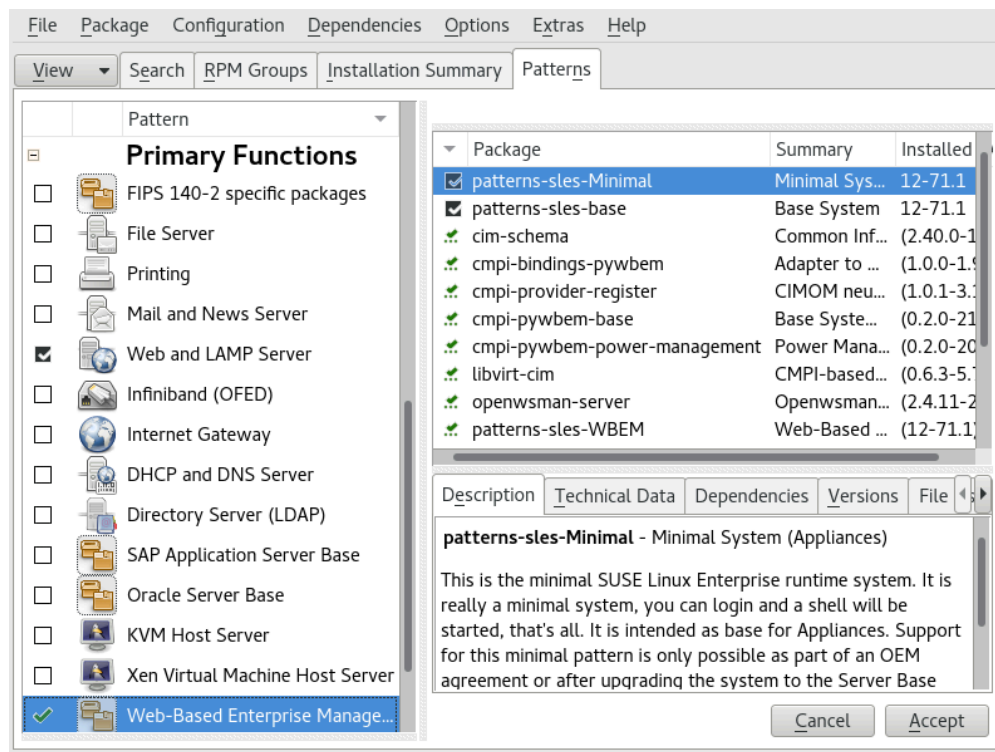 File Package Configuration Dependencies Options Extras Help
View Search RPM Groups Installation Summary Patterns
Pattern
Primary Functions
FIPS 140-2 specific packages
File Server
Printing
Mail and News Server
Web and LAMP Server
Infiniband (OFED)
Internet Gateway
DHCP and DNS Server
Directory Server (LDAP)
SAP Application Server Base
Oracle Server Base
KVM Host Server
Xen Virtual Machine Host Server
Web-Based Enterprise Manage...
Package Summary Installed
patterns-sles-Minimal Minimal Sys... 12-71.1
patterns-sles-base Base System 12-71.1
cim-schema Common Inf... (2.40.0-1
cmpi-bindings-pywbem Adapter to ... (1.0.0-1.9
cmpi-provider-register CIMOM neu... (1.0.1-3.1
cmpi-pywbem-base Base Syste... (0.2.0-21
cmpi-pywbem-power-management Power Mana... (0.2.0-20
libvirt-cim CMPI-based... (0.6.3-5.7
openwsman-server Openwsman... (2.4.11-2
patterns-sles-WBEM Web-Based ... (12-71.1)
Description Technical Data Dependencies Versions File
patterns-sles-Minimal - Minimal System (Appliances)
This is the minimal SUSE Linux Enterprise runtime system. It is
really a minimal system, you can login and a shell will be
started, that's all. It is intended as base for Appliances. Support
for this minimal pattern is only possible as part of an OEM
agreement or after upgrading the system to the Server Base
Cancel Accept